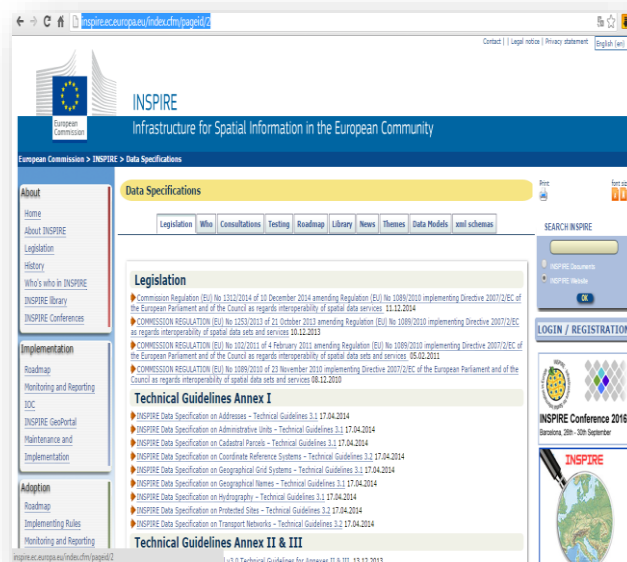 inspire.ec.europa.eu/index.cfm/pageid/2
Contact | | Legal notice | Privacy statement
English (en)
European
Commission
INSPIRE
Infrastructure for Spatial Information in the European Community
European Commission > INSPIRE > Data Specifications
About
Home
About INSPIRE
Legislation
History
Who's who in INSPIRE
INSPIRE library
INSPIRE Conferences
Implementation
Roadmap
Monitoring and Reporting
IOC
INSPIRE GeoPortal
Maintenance and
Implementation
Adoption
Roadmap
Implementing Rules
Monitoring and Reporting
inspire.ec.europa.eu/index.cfm/pageid/2
Data Specifications
Legislation Who Consultations Testing Roadmap Library News Themes Data Models xml schemas
Legislation
Commission Regulation (EU) No 1312/2014 of 10 December 2014 amending Regulation (EU) No 1089/2010 implementing Directive 2007/2/EC of
the European Parliament and of the Council as regards interoperability of spatial data services 11.12.2014
COMMISSION REGULATION (EU) No 1253/2013 of 21 October 2013 amending Regulation (EU) No 1089/2010 implementing Directive 2007/2/EC
as regards interoperability of spatial data sets and services 10.12.2013
COMMISSION REGULATION (EU) No 102/2011 of 4 February 2011 amending Regulation (EU) No 1089/2010 implementing Directive 2007/2/EC of
the European Parliament and of the Council as regards interoperability of spatial data sets and services 05.02.2011
COMMISSION REGULATION (EU) No 1089/2010 of 23 November 2010 implementing Directive 2007/2/EC of the European Parliament and of the
Council as regards interoperability of spatial data sets and services 08.12.2010
Technical Guidelines Annex I
INSPIRE Data Specification on Addresses – Technical Guidelines 3.1 17.04.2014
INSPIRE Data Specification on Administrative Units – Technical Guidelines 3.1 17.04.2014
INSPIRE Data Specification on Cadastral Parcels – Technical Guidelines 3.1 17.04.2014
INSPIRE Data Specification on Coordinate Reference Systems – Technical Guidelines 3.2 17.04.2014
INSPIRE Data Specification on Geographical Grid Systems – Technical Guidelines 3.1 17.04.2014
INSPIRE Data Specification on Geographical Names – Technical Guidelines 3.1 17.04.2014
INSPIRE Data Specification on Hydrography – Technical Guidelines 3.1 17.04.2014
INSPIRE Data Specification on Protected Sites – Technical Guidelines 3.2 17.04.2014
INSPIRE Data Specification on Transport Networks – Technical Guidelines 3.2 17.04.2014
Technical Guidelines Annex II & III
v3.0 Technical Guidelines for Annexes II & III 13.12.2013
Print
font size
SEARCH INSPIRE
INSPIRE Documents
INSPIRE Website
OK
LOGIN / REGISTRATION
INSPIRE Conference 2016
Barcelona, 26th - 30th September
INSPIRE